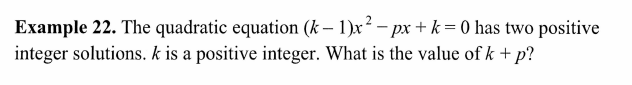 Example 22. The quadratic equation (k – 1)x² – px + k = 0 has two positive
integer solutions. k is a positive integer. What is the value of k + p?